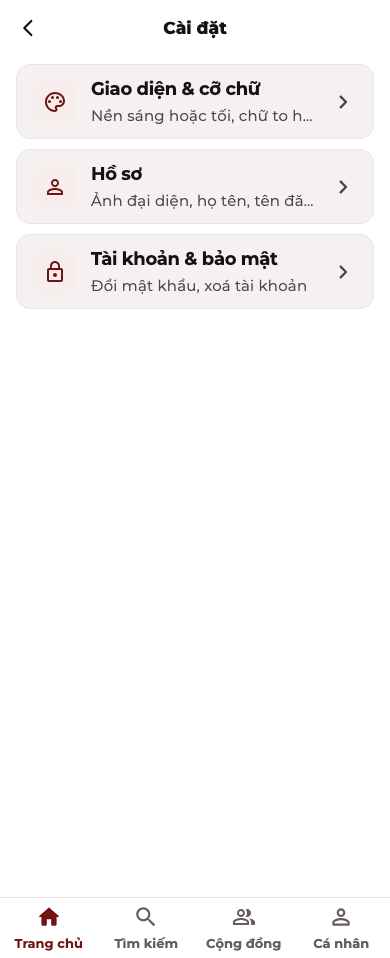 Cài đặt
Giao diện & cỡ chữ
Nền sáng hoặc tối, chữ to h...
Hồ sơ
Ảnh đại diện, họ tên, tên đă...
Tài khoản & bảo mật
Đổi mật khẩu, xoá tài khoản
Trang chủ
Tìm kiếm
Cộng đồng
Cá nhân